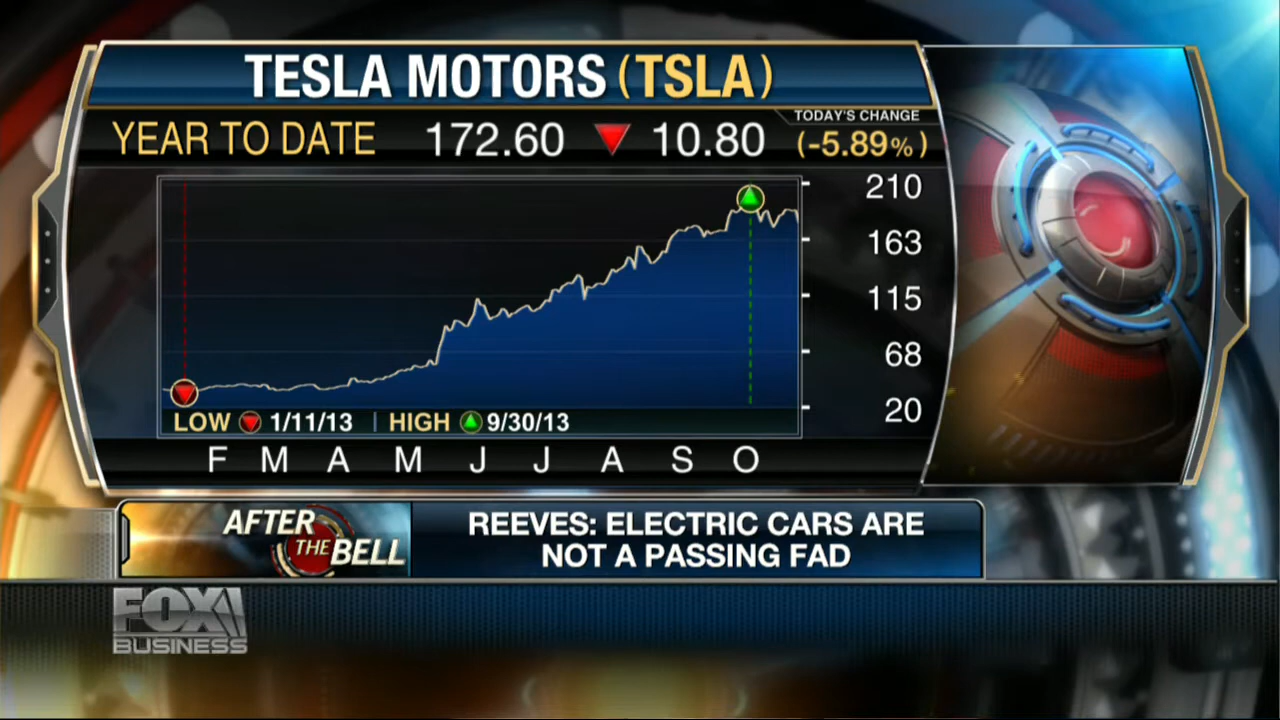 TESLA MOTORS (TSLA)
TODAY'S CHANGE
YEAR TO DATE 172.60 ▼ 10.80 (-5.89%)
210
163
115
68
20
LOW ▼ 1/11/13 | HIGH ▲ 9/30/13
F M A M J J A S O
AFTER THE BELL
REEVES: ELECTRIC CARS ARE
NOT A PASSING FAD
FOX
BUSINESS